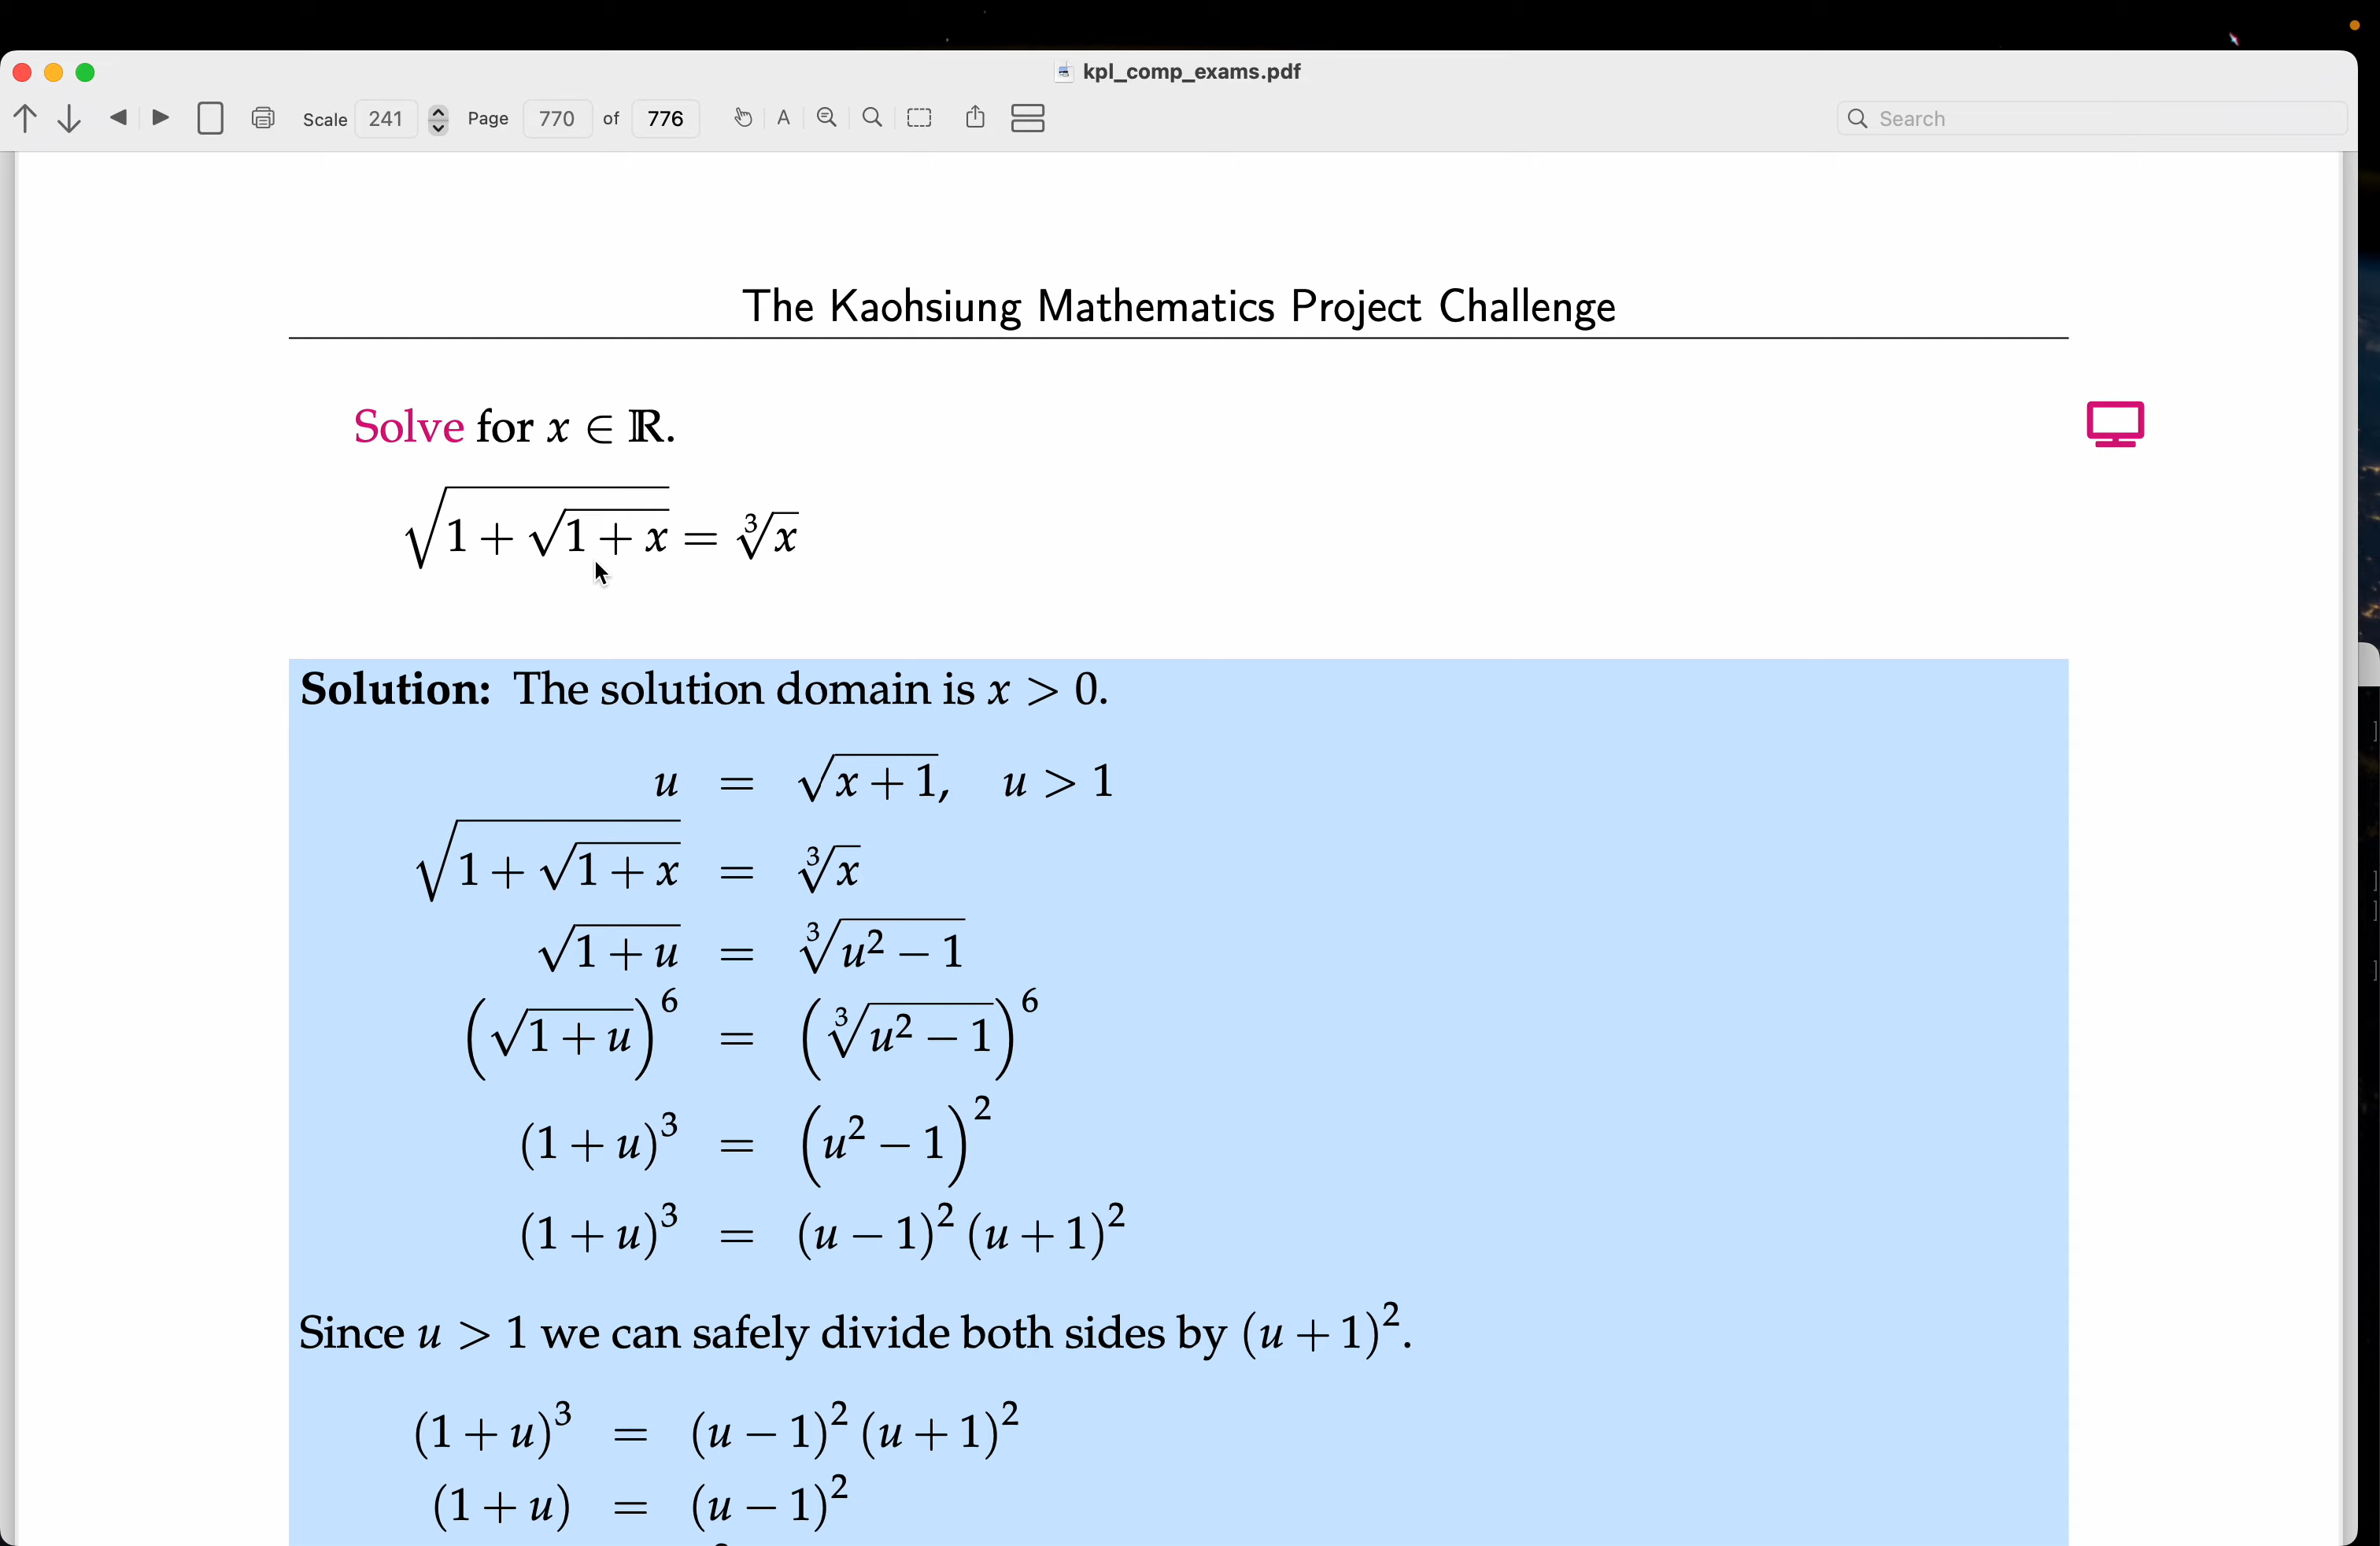 kpl_comp_exams.pdf
Scale 241 Page 770 of 776 A Search
The Kaohsiung Mathematics Project Challenge
Solve for x ∈ ℝ.
√(1 + √(1 + x)) = ∛x
Solution: The solution domain is x > 0.
u = √(x + 1), u > 1
√(1 + √(1 + x)) = ∛x
√(1 + u) = ∛(u² − 1)
(√(1 + u))⁶ = (∛(u² − 1))⁶
(1 + u)³ = (u² − 1)²
(1 + u)³ = (u − 1)² (u + 1)²
Since u > 1 we can safely divide both sides by (u + 1)².
(1 + u)³ = (u − 1)² (u + 1)²
(1 + u) = (u − 1)²